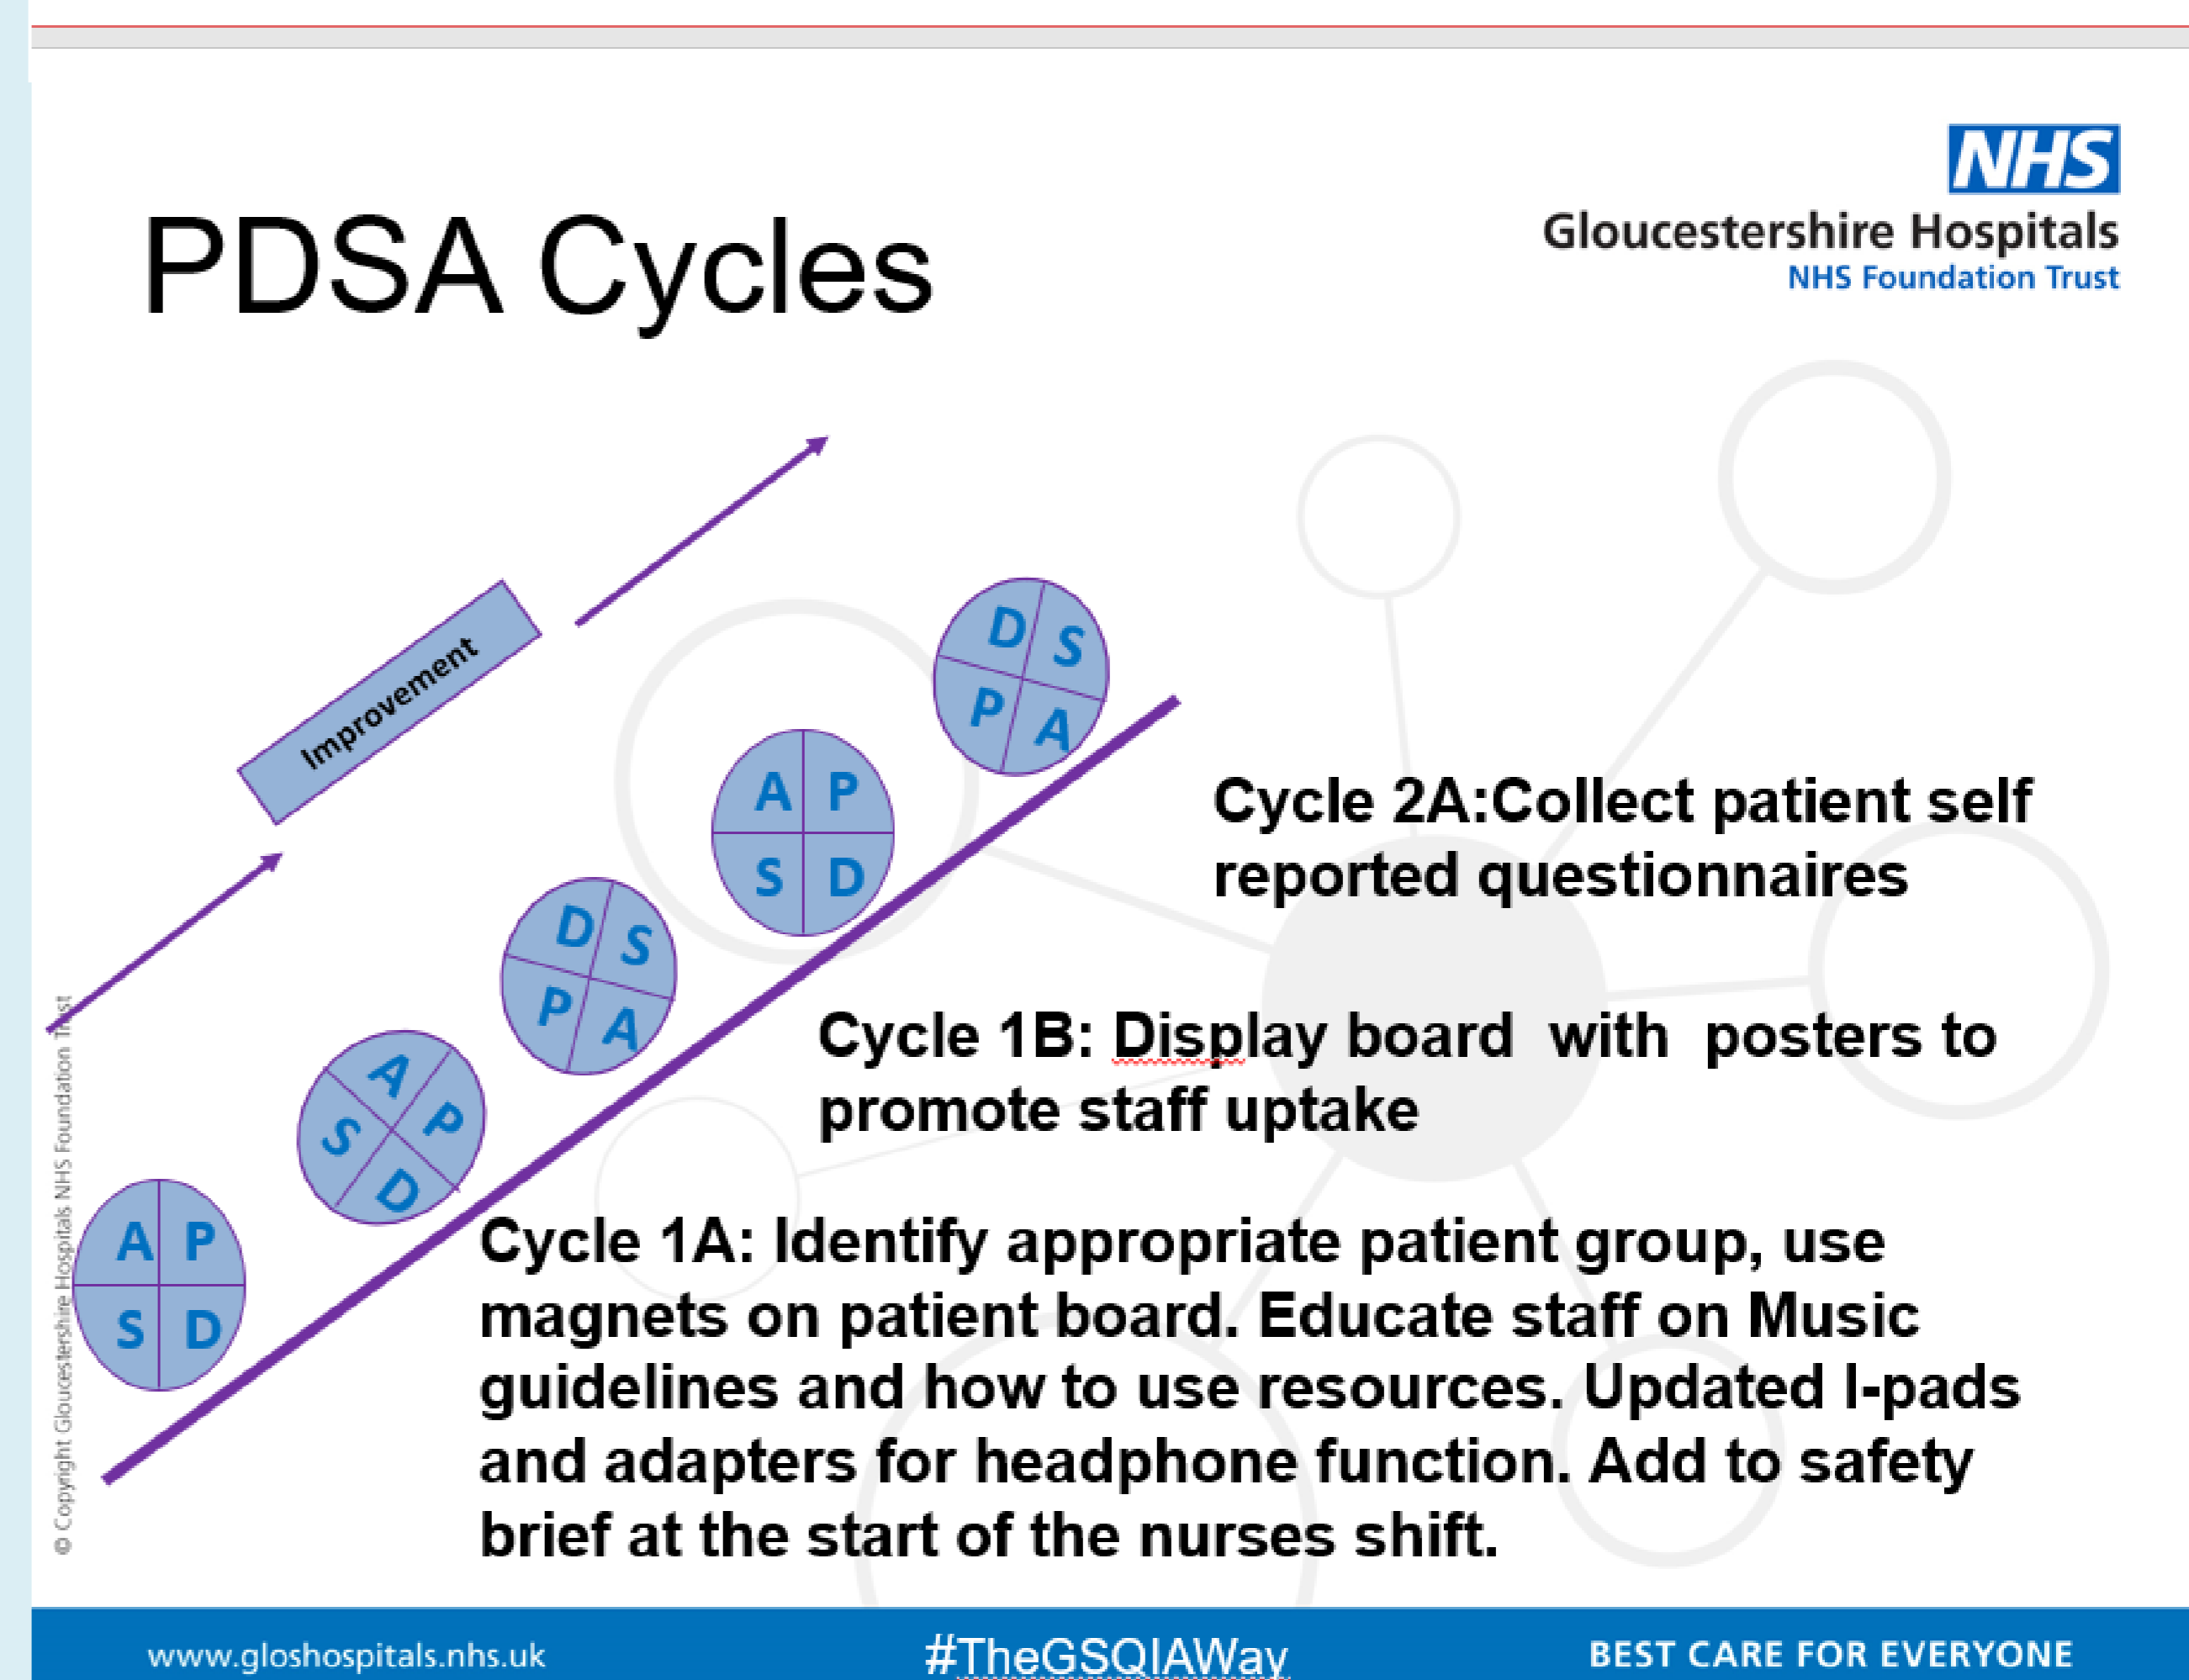 NHS
Gloucestershire Hospitals
NHS Foundation Trust
PDSA Cycles
Improvement
D S
P A
A P
S D
D S
P A
A P
S D
A P
S D
Cycle 2A:Collect patient self
reported questionnaires
Cycle 1B: Display board with posters to
promote staff uptake
Cycle 1A: Identify appropriate patient group, use
magnets on patient board. Educate staff on Music
guidelines and how to use resources. Updated I-pads
and adapters for headphone function. Add to safety
brief at the start of the nurses shift.
© Copyright Gloucestershire Hospitals NHS Foundation Trust
www.gloshospitals.nhs.uk
#TheGSQIAWay
BEST CARE FOR EVERYONE